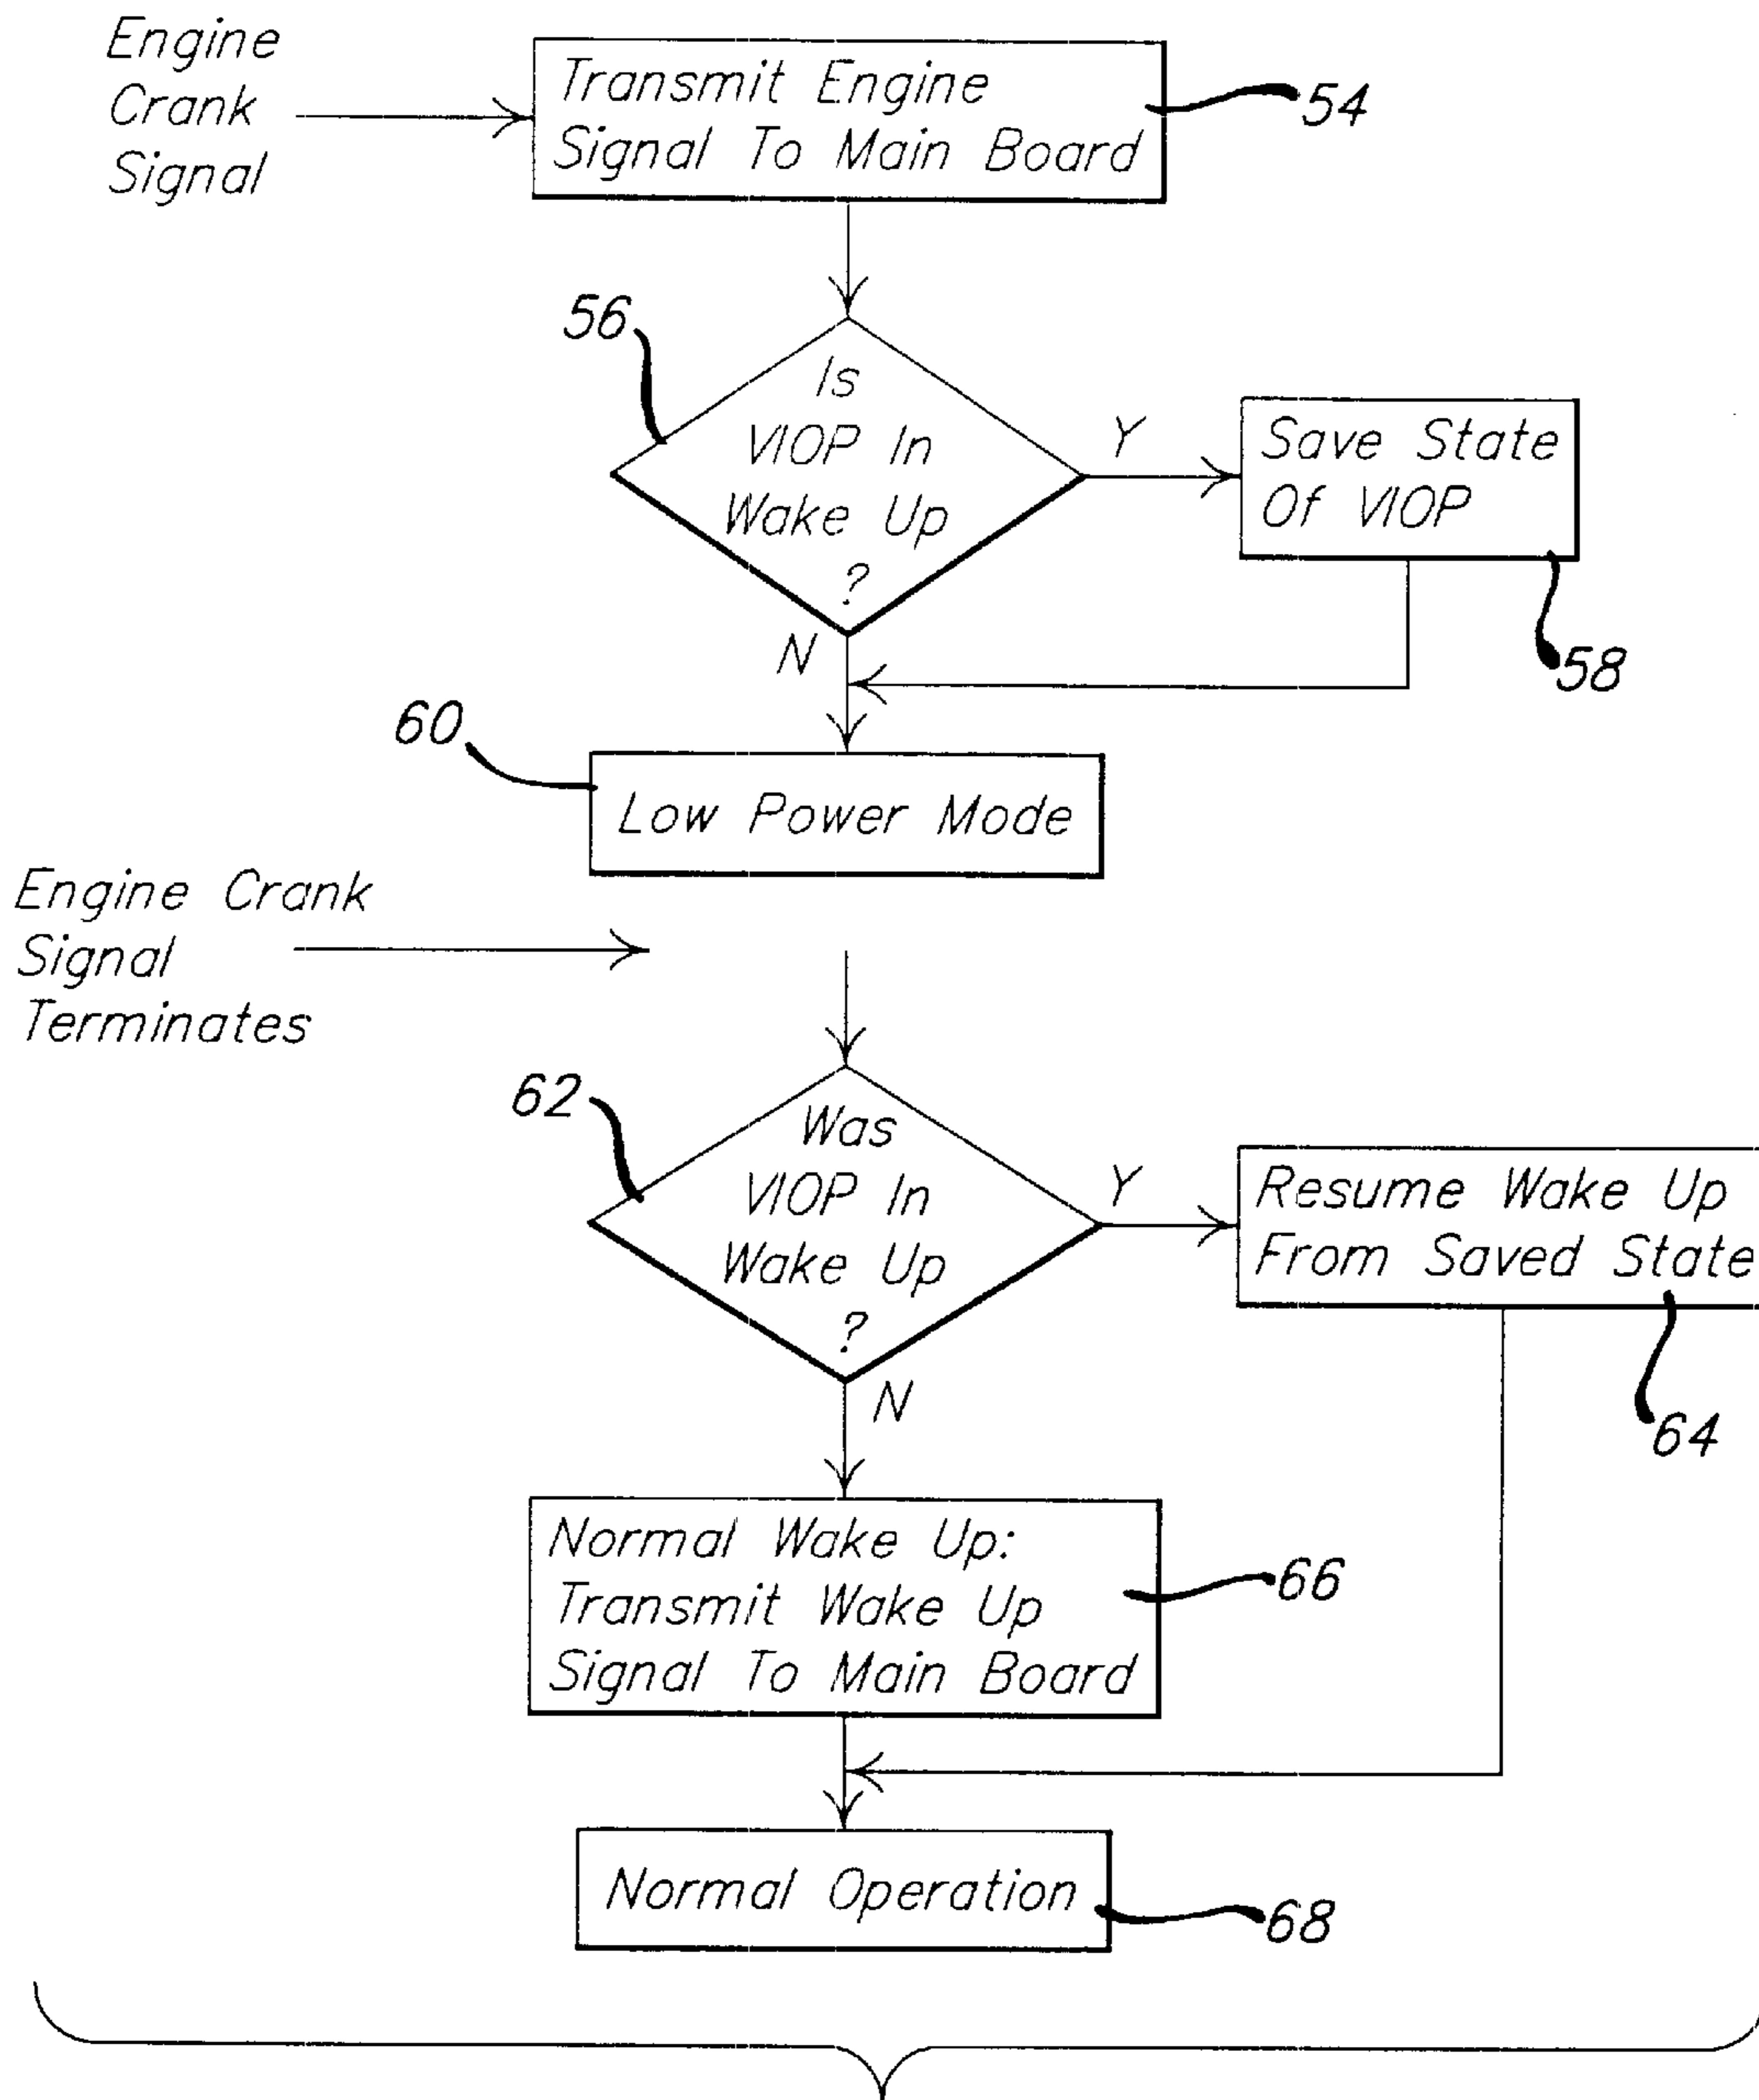 Engine
Crank
Signal
Transmit Engine
Signal To Main Board
54
56
Is
VIOP In
Wake Up
?
Y
Save State
Of VIOP
58
N
60
Low Power Mode
Engine Crank
Signal
Terminates
62
Was
VIOP In
Wake Up
?
Y
Resume Wake Up
From Saved State
64
N
Normal Wake Up:
Transmit Wake Up
Signal To Main Board
66
Normal Operation
68